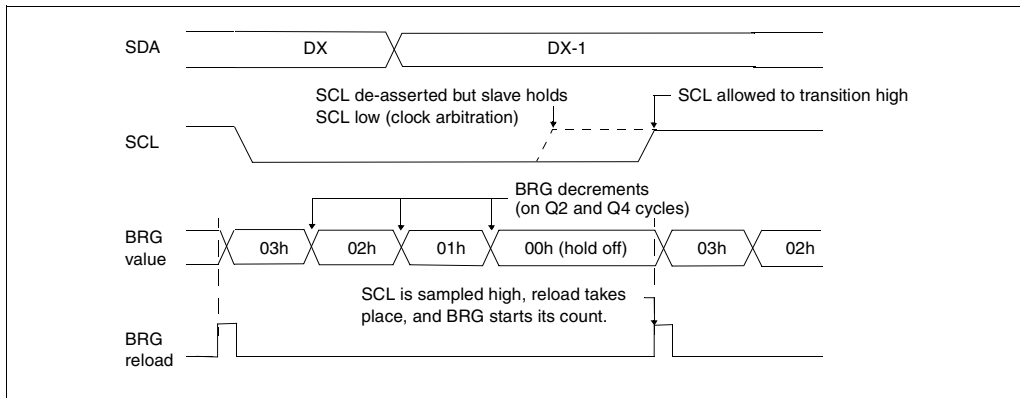 SDA
DX
DX-1
SCL de-asserted but slave holds
SCL low (clock arbitration)
SCL allowed to transition high
SCL
BRG decrements
(on Q2 and Q4 cycles)
BRG
value
03h
02h
01h
00h (hold off)
03h
02h
SCL is sampled high, reload takes
place, and BRG starts its count.
BRG
reload